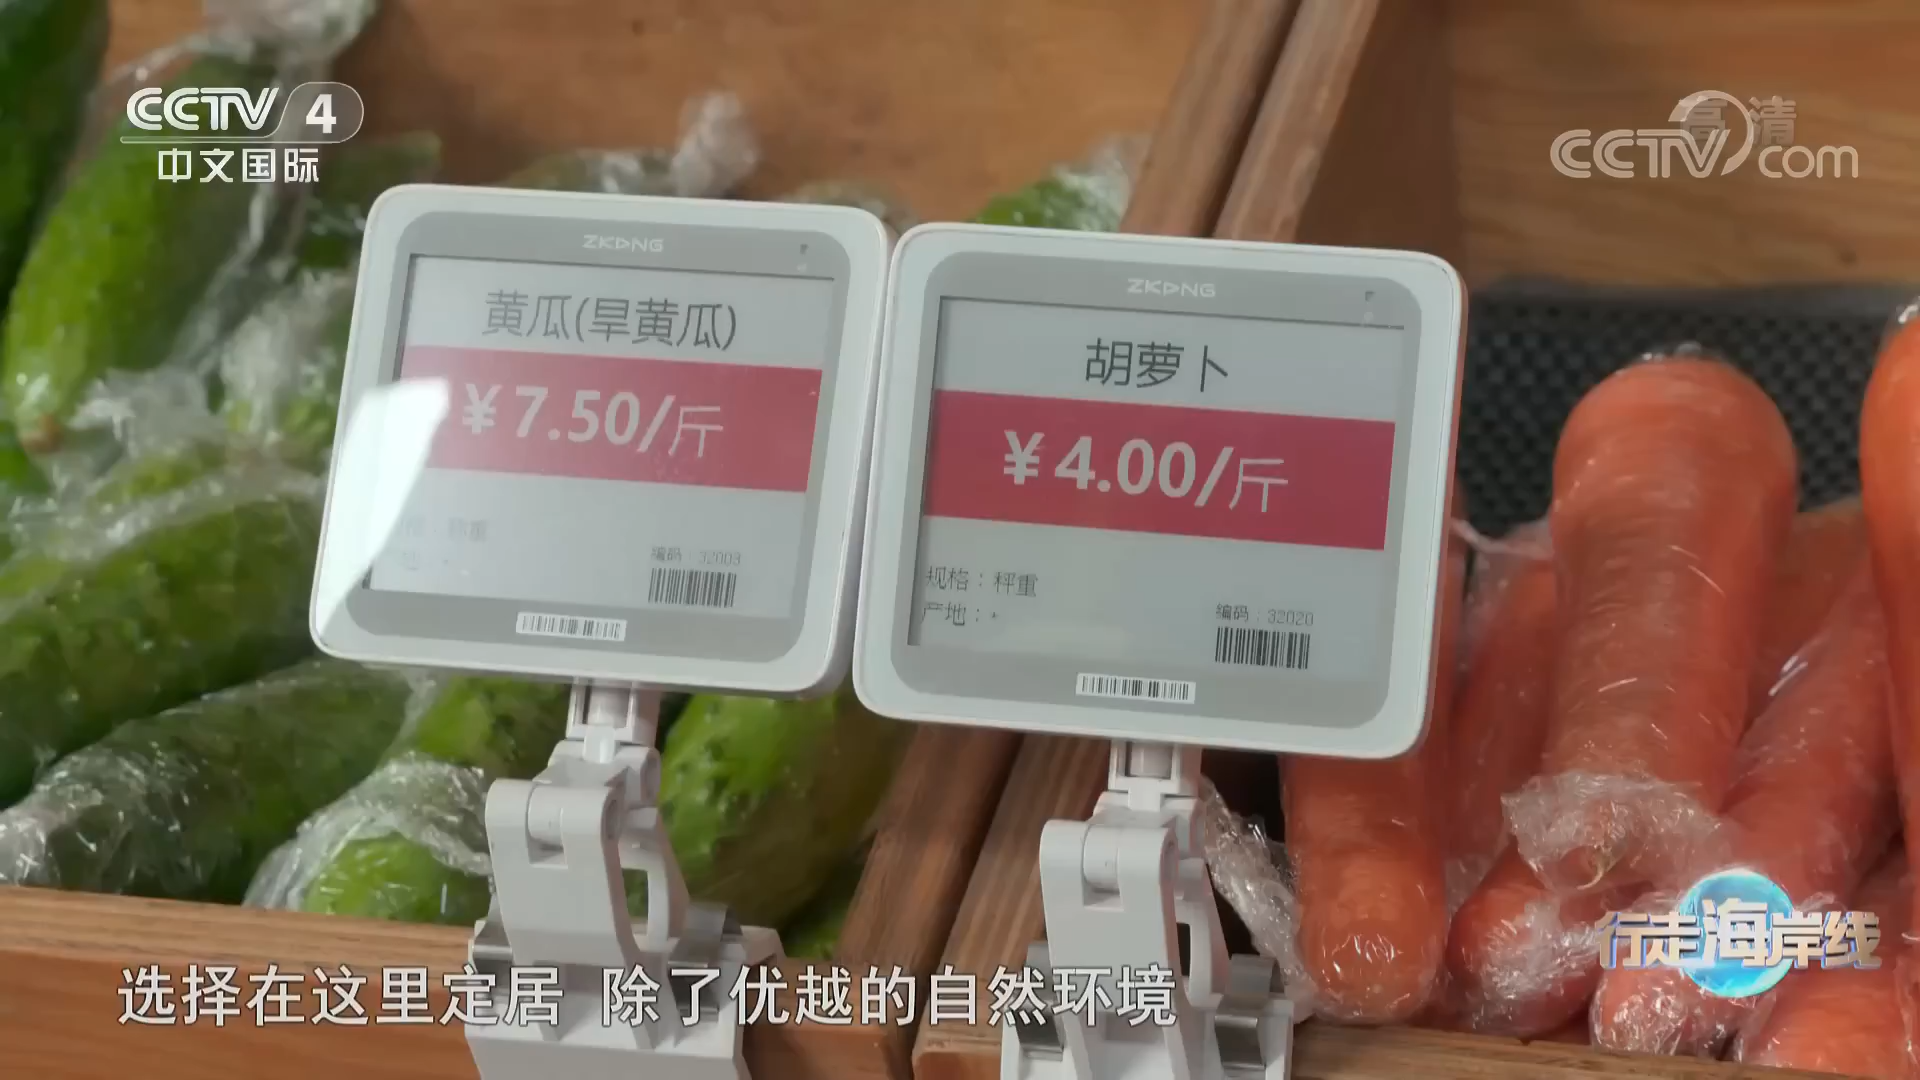 CCTV 4
中文国际
高清
CCTV.com
ZKONG
黄瓜(旱黄瓜)
¥7.50/斤
编码:32003
ZKONG
胡萝卜
¥4.00/斤
规格:秤重
产地:*
编码:32020
行走海岸线
选择在这里定居 除了优越的自然环境